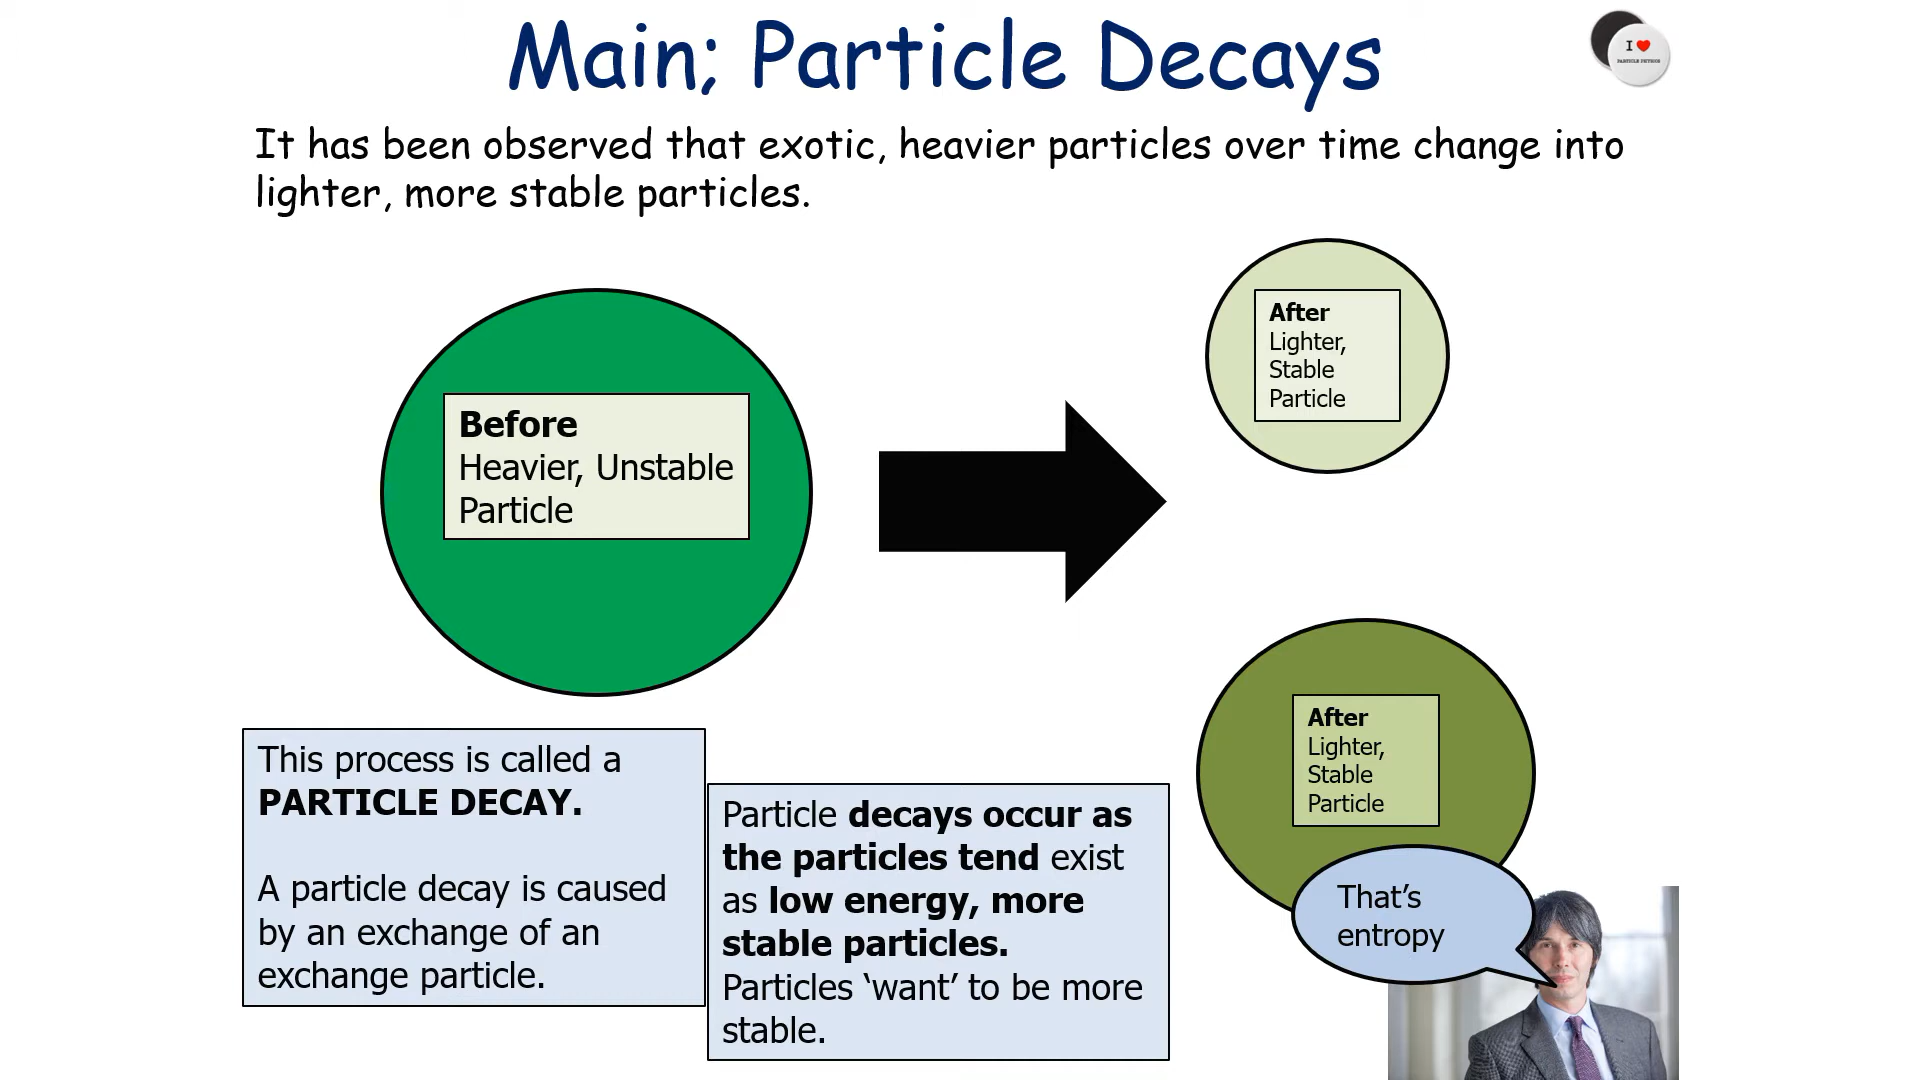 Main; Particle Decays
I ❤
PARTICLE PHYSICS
It has been observed that exotic, heavier particles over time change into
lighter, more stable particles.
Before
Heavier, Unstable
Particle
After
Lighter,
Stable
Particle
After
Lighter,
Stable
Particle
This process is called a
PARTICLE DECAY.
A particle decay is caused
by an exchange of an
exchange particle.
Particle decays occur as
the particles tend exist
as low energy, more
stable particles.
Particles ‘want’ to be more
stable.
That’s
entropy